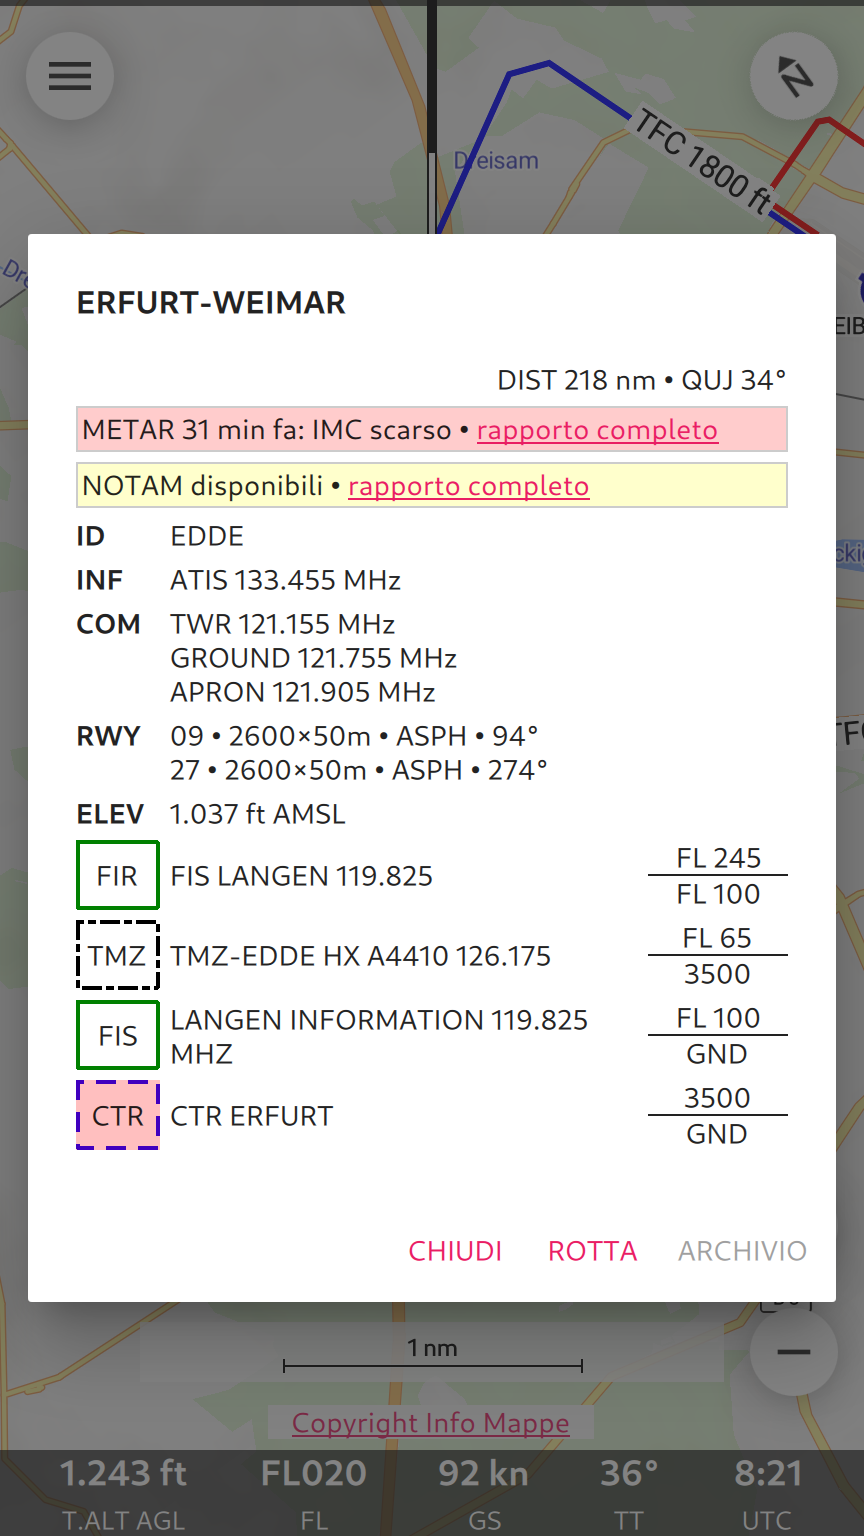 Dreisam
TFC 1800 ft
N
-Dre
EIB
ERFURT-WEIMAR
DIST 218 nm • QUJ 34°
METAR 31 min fa: IMC scarso • rapporto completo
NOTAM disponibili • rapporto completo
ID EDDE
INF ATIS 133.455 MHz
COM TWR 121.155 MHz
GROUND 121.755 MHz
APRON 121.905 MHz
RWY 09 • 2600×50m • ASPH • 94°
27 • 2600×50m • ASPH • 274°
ELEV 1.037 ft AMSL
FIR FIS LANGEN 119.825 FL 245
FL 100
TMZ TMZ-EDDE HX A4410 126.175 FL 65
3500
FIS LANGEN INFORMATION 119.825 MHZ FL 100
GND
CTR CTR ERFURT 3500
GND
CHIUDI ROTTA ARCHIVIO
1 nm
Copyright Info Mappe
1.243 ft FL020 92 kn 36° 8:21
T.ALT AGL FL GS TT UTC